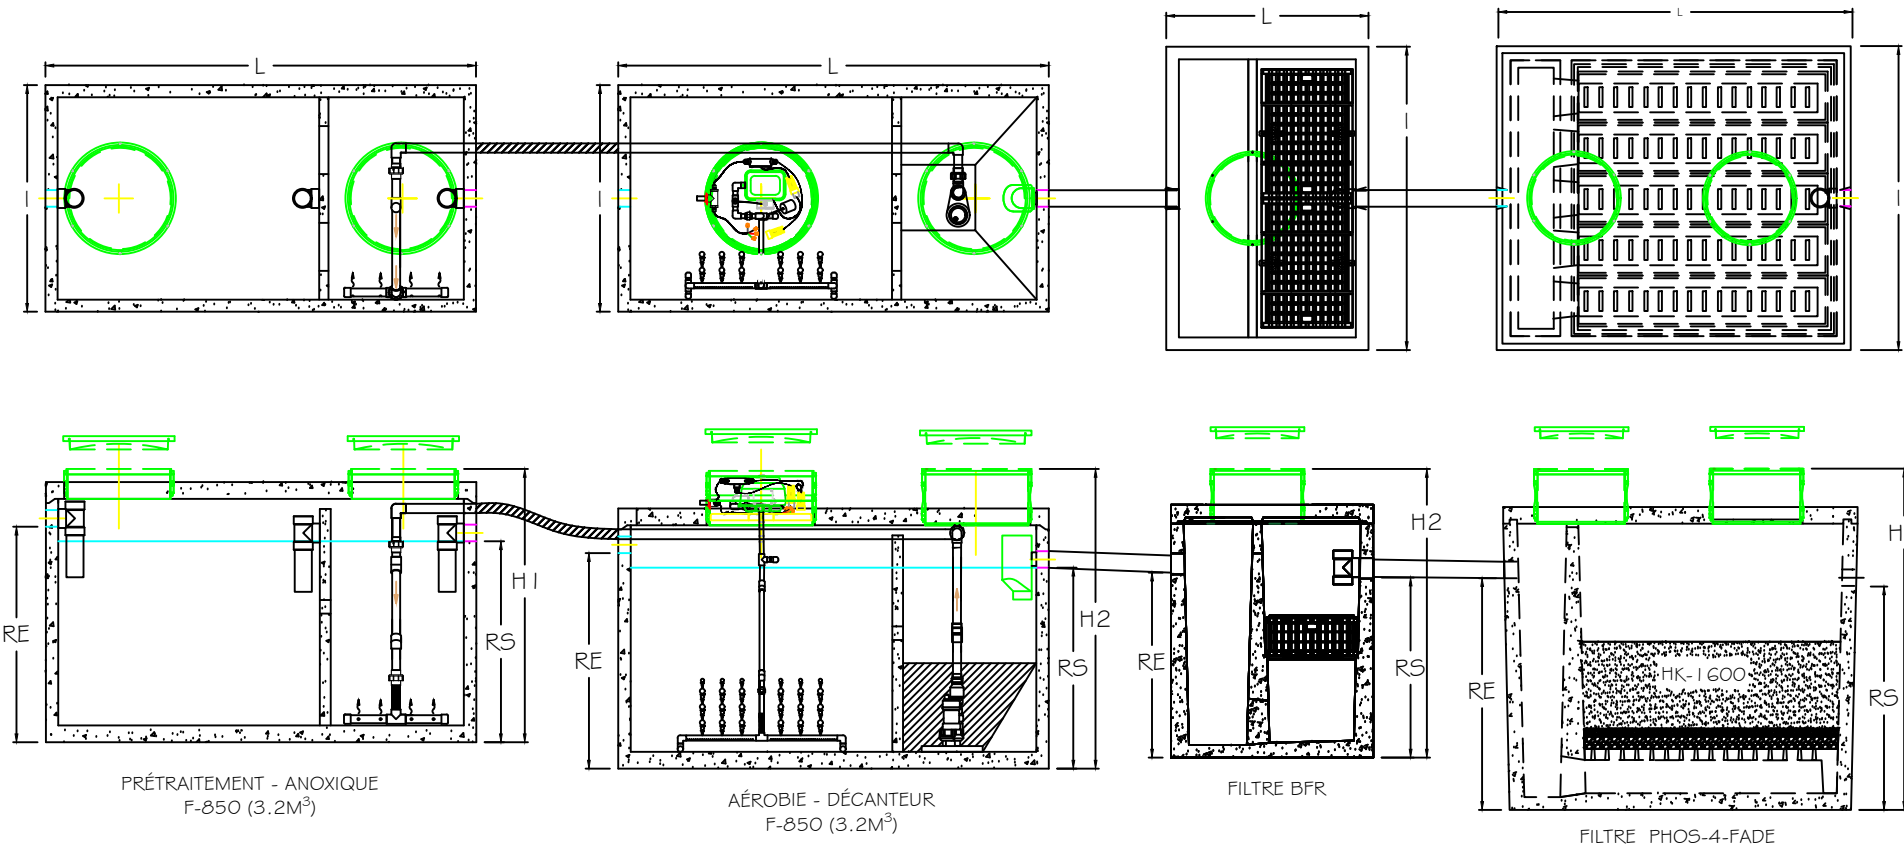 L
L
L
L
H1
H2
H2
H
RE
RS
RE
RS
RE
RS
RE
RS
HK-1600
PRÉTRAITEMENT - ANOXIQUE
F-850 (3.2M³)
AÉROBIE - DÉCANTEUR
F-850 (3.2M³)
FILTRE BFR
FILTRE PHOS-4-FADE